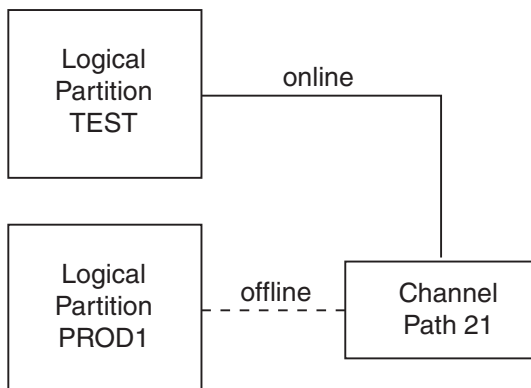 Logical
Partition
TEST
online
Logical
Partition
PROD1
offline
Channel
Path 21